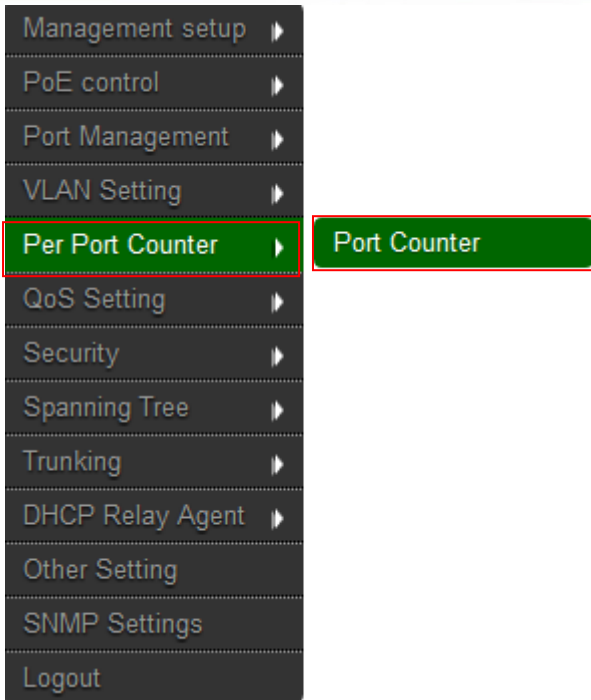 Management setup
PoE control
Port Management
VLAN Setting
Per Port Counter
Port Counter
QoS Setting
Security
Spanning Tree
Trunking
DHCP Relay Agent
Other Setting
SNMP Settings
Logout